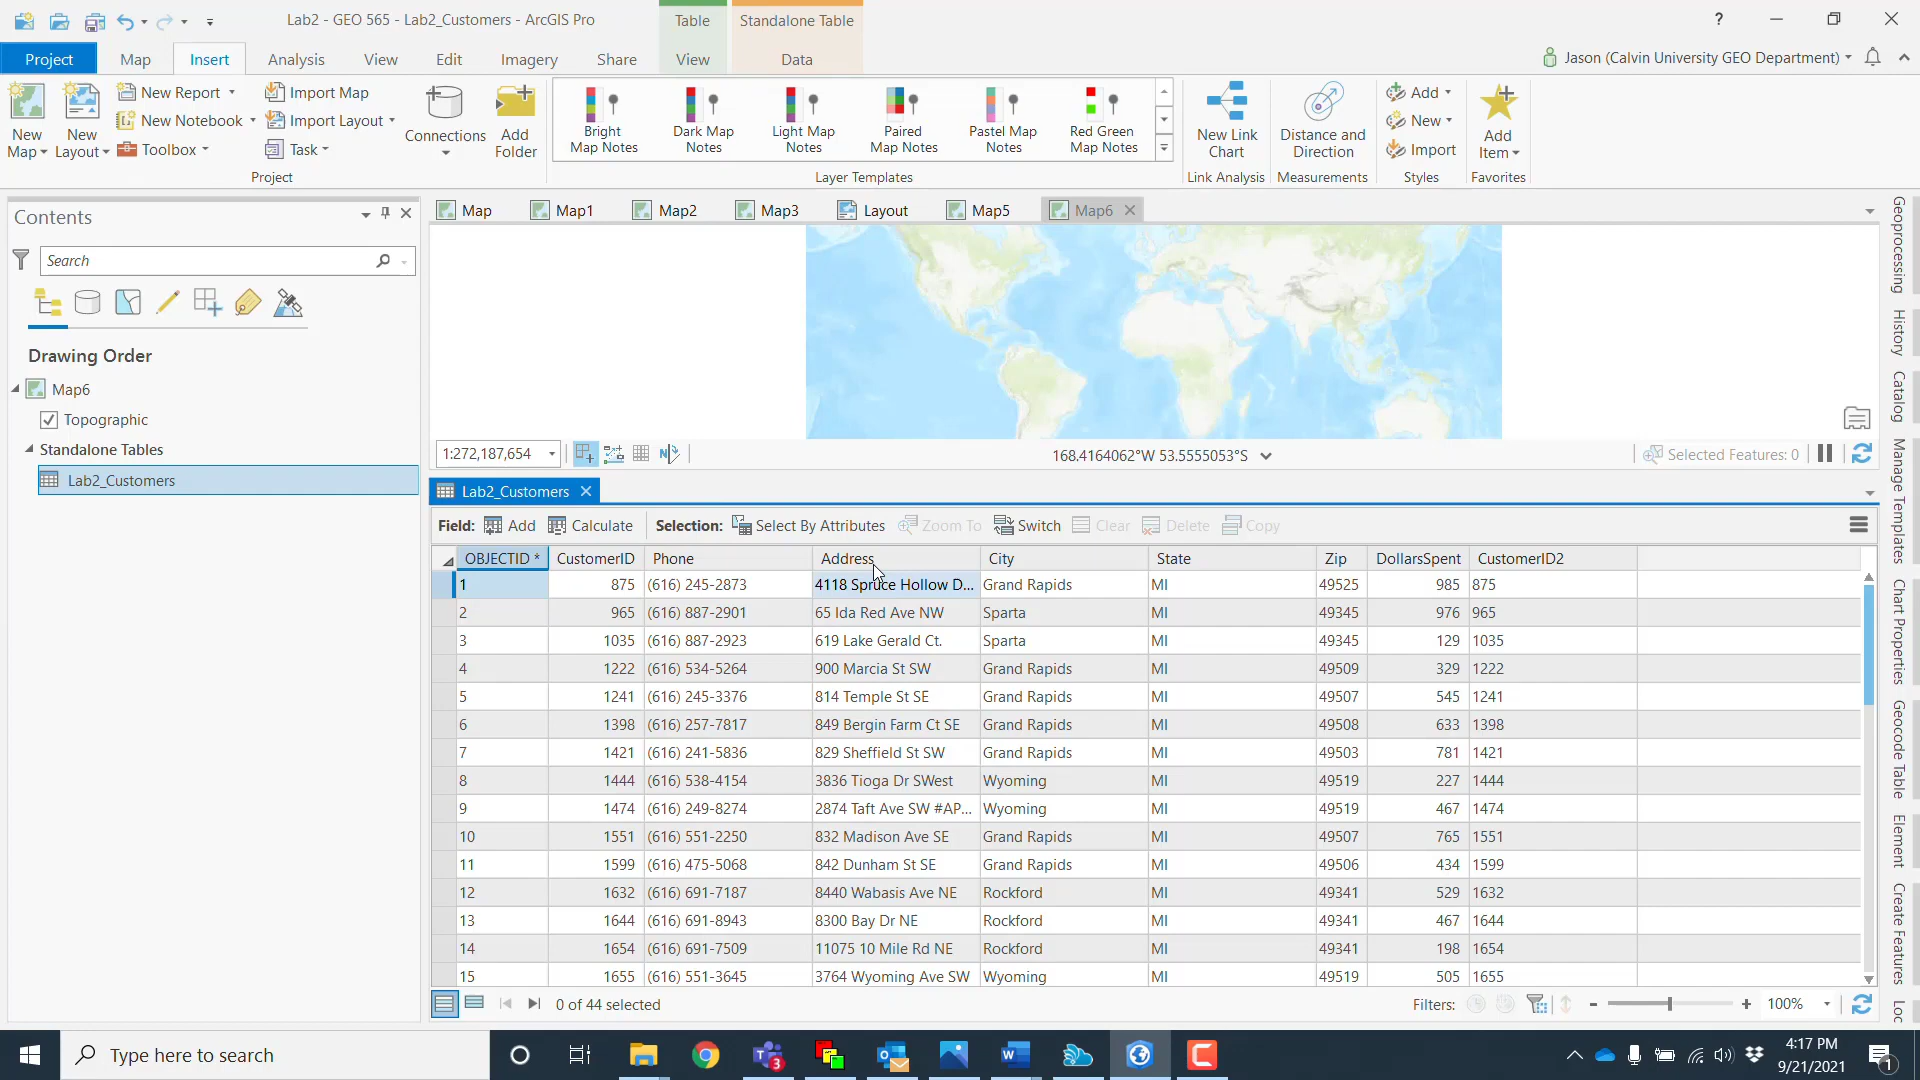 Lab2 - GEO 565 - Lab2_Customers - ArcGIS Pro
Table
Standalone Table
?
Project
Map
Insert
Analysis
View
Edit
Imagery
Share
View
Data
Jason (Calvin University GEO Department)
New Map
New Layout
New Report
New Notebook
Toolbox
Import Map
Import Layout
Task
Connections
Add Folder
Project
Bright Map Notes
Dark Map Notes
Light Map Notes
Paired Map Notes
Pastel Map Notes
Red Green Map Notes
Layer Templates
New Link Chart
Link Analysis
Distance and Direction
Measurements
Add
New
Import
Styles
Add Item
Favorites
Contents
Search
Drawing Order
Map6
Topographic
Standalone Tables
Lab2_Customers
Map
Map1
Map2
Map3
Layout
Map5
Map6
1:272,187,654
168.4164062°W 53.5555053°S
Selected Features: 0
Lab2_Customers
Field: Add Calculate Selection: Select By Attributes Zoom To Switch Clear Delete Copy
OBJECTID * CustomerID Phone Address City State Zip DollarsSpent CustomerID2
1 875 (616) 245-2873 4118 Spruce Hollow D... Grand Rapids MI 49525 985 875
2 965 (616) 887-2901 65 Ida Red Ave NW Sparta MI 49345 976 965
3 1035 (616) 887-2923 619 Lake Gerald Ct. Sparta MI 49345 129 1035
4 1222 (616) 534-5264 900 Marcia St SW Grand Rapids MI 49509 329 1222
5 1241 (616) 245-3376 814 Temple St SE Grand Rapids MI 49507 545 1241
6 1398 (616) 257-7817 849 Bergin Farm Ct SE Grand Rapids MI 49508 633 1398
7 1421 (616) 241-5836 829 Sheffield St SW Grand Rapids MI 49503 781 1421
8 1444 (616) 538-4154 3836 Tioga Dr SWest Wyoming MI 49519 227 1444
9 1474 (616) 249-8274 2874 Taft Ave SW #AP... Wyoming MI 49519 467 1474
10 1551 (616) 551-2250 832 Madison Ave SE Grand Rapids MI 49507 765 1551
11 1599 (616) 475-5068 842 Dunham St SE Grand Rapids MI 49506 434 1599
12 1632 (616) 691-7187 8440 Wabasis Ave NE Rockford MI 49341 529 1632
13 1644 (616) 691-8943 8300 Bay Dr NE Rockford MI 49341 467 1644
14 1654 (616) 691-7509 11075 10 Mile Rd NE Rockford MI 49341 198 1654
15 1655 (616) 551-3645 3764 Wyoming Ave SW Wyoming MI 49519 505 1655
0 of 44 selected
Filters:
- + 100%
Geoprocessing
History
Catalog
Manage Templates
Chart Properties
Geocode Table
Element
Create Features
Loc
Type here to search
3
4:17 PM
9/21/2021
1